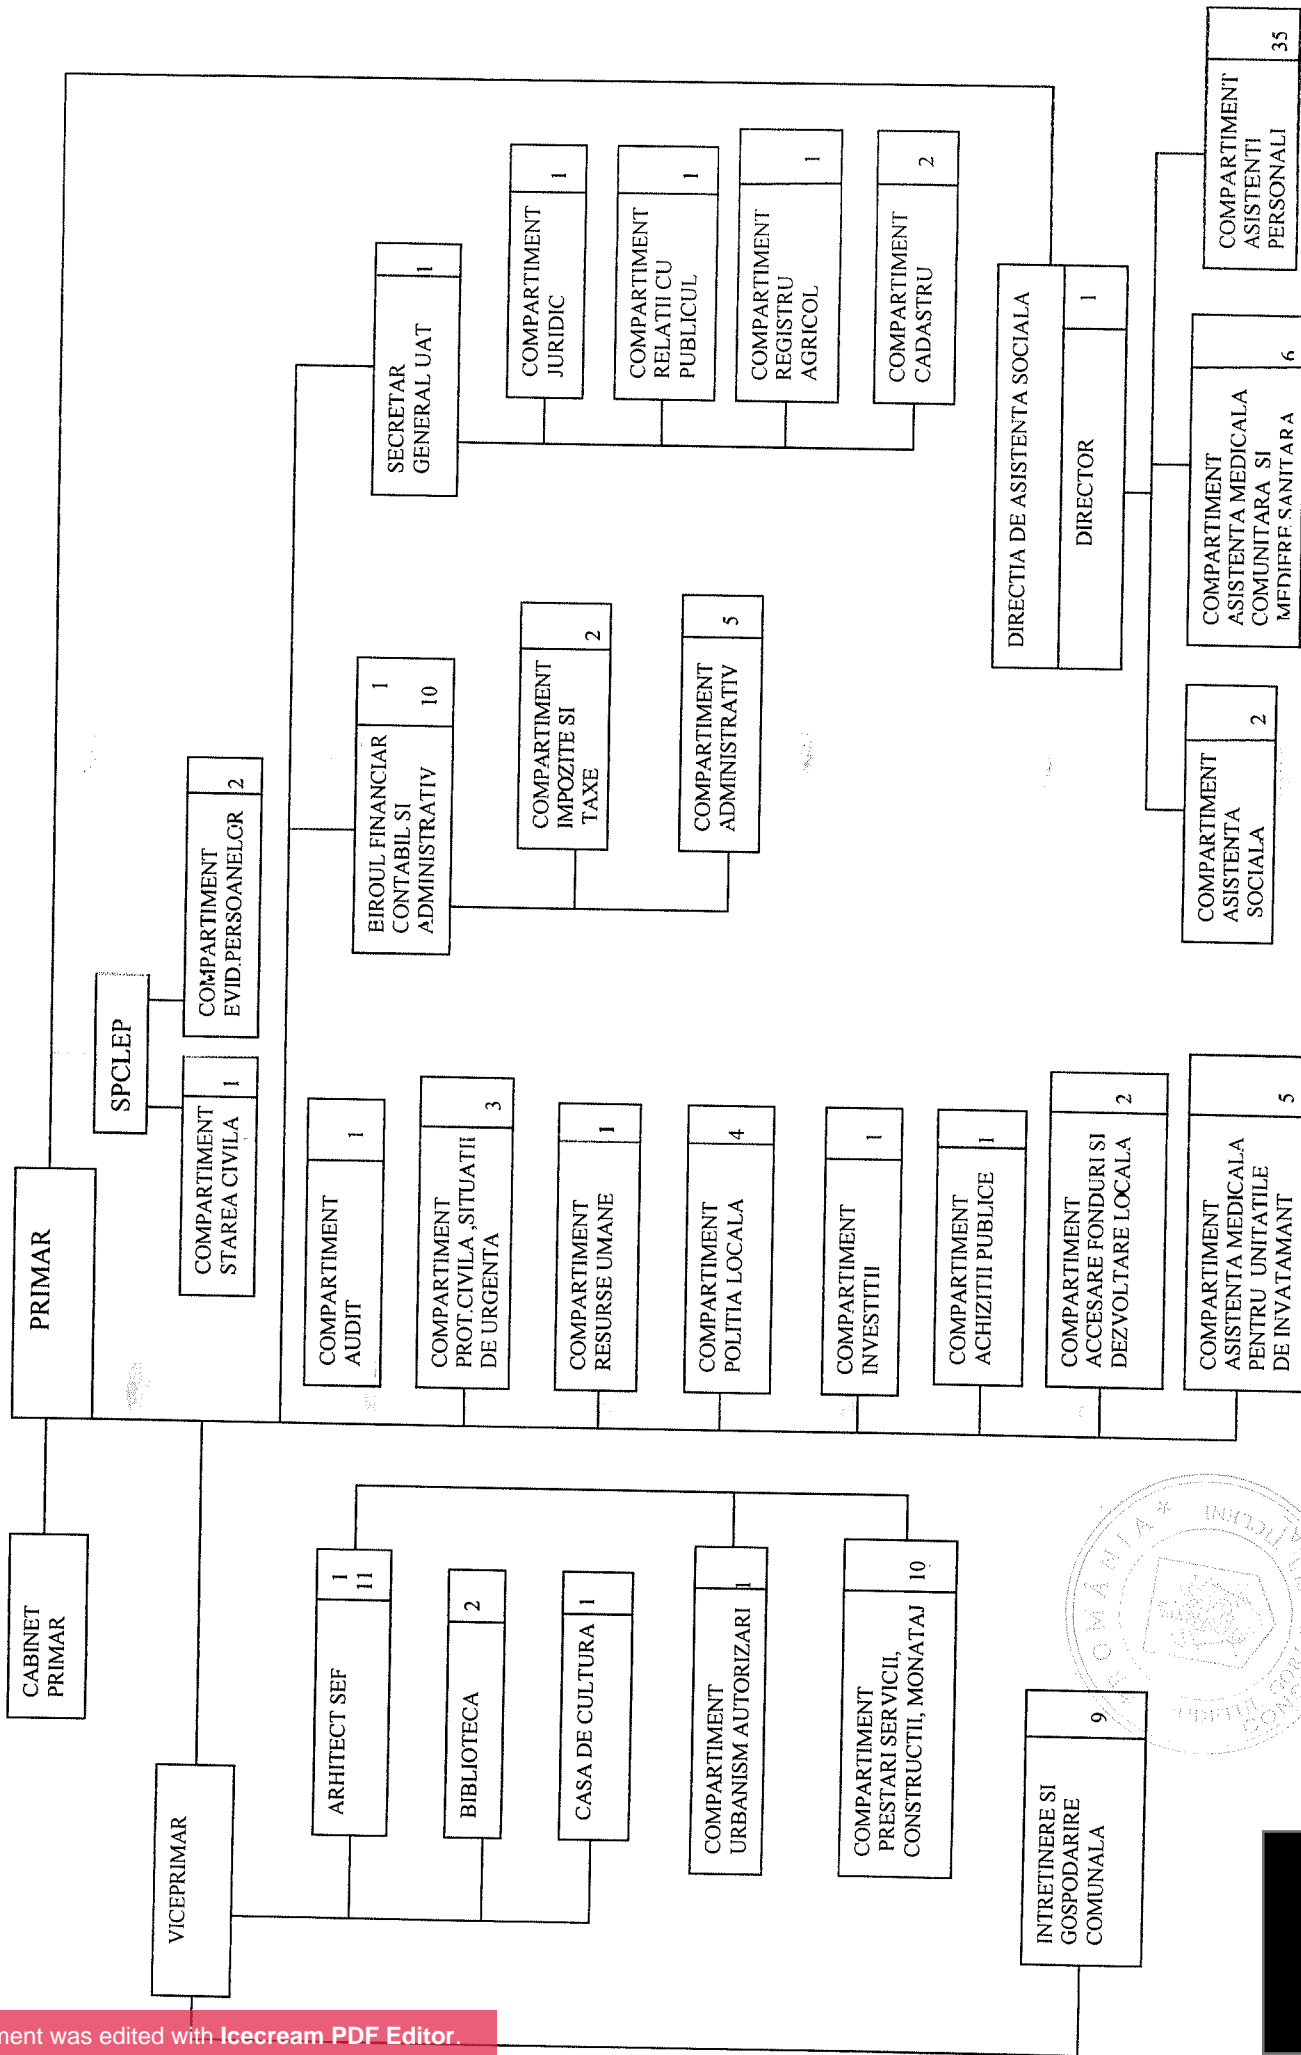 CABINET
PRIMAR
PRIMAR
VICEPRIMAR
SPCLEP
COMPARTIMENT
STAREA CIVILA
1
COMPARTIMENT
EVID.PERSOANELOR
2
ARHITECT SEF
1
11
BIBLIOTECA
2
CASA DE CULTURA
1
COMPARTIMENT
URBANISM AUTORIZARI
1
COMPARTIMENT
PRESTARI SERVICII,
CONSTRUCTII, MONATAJ
10
INTRETINERE SI
GOSPODARIRE
COMUNALA
9
COMPARTIMENT
AUDIT
1
COMPARTIMENT
PROT.CIVILA ,SITUATII
DE URGENTA
3
COMPARTIMENT
RESURSE UMANE
1
COMPARTIMENT
POLITIA LOCALA
4
COMPARTIMENT
INVESTITII
1
COMPARTIMENT
ACHIZITII PUBLICE
1
COMPARTIMENT
ACCESARE FONDURI SI
DEZVOLTARE LOCALA
2
COMPARTIMENT
ASISTENTA MEDICALA
PENTRU UNITATILE
DE INVATAMANT
5
BIROUL FINANCIAR
CONTABIL SI
ADMINISTRATIV
1
10
COMPARTIMENT
IMPOZITE SI
TAXE
2
COMPARTIMENT
ADMINISTRATIV
5
SECRETAR
GENERAL UAT
1
COMPARTIMENT
JURIDIC
1
COMPARTIMENT
RELATII CU
PUBLICUL
1
COMPARTIMENT
REGISTRU
AGRICOL
1
COMPARTIMENT
CADASTRU
2
DIRECTIA DE ASISTENTA SOCIALA
DIRECTOR
1
COMPARTIMENT
ASISTENTA
SOCIALA
2
COMPARTIMENT
ASISTENTA MEDICALA
COMUNITARA SI
MEDIERE SANITARA
6
COMPARTIMENT
ASISTENTI
PERSONALI
35
ROMÂNIA *
ment was edited with Icecream PDF Editor.